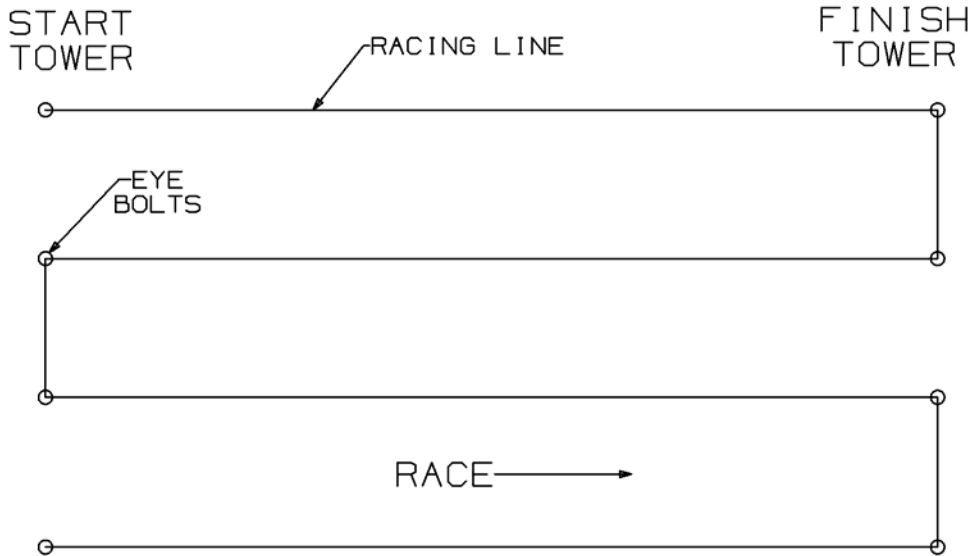 START
TOWER
FINISH
TOWER
RACING LINE
EYE
BOLTS
RACE